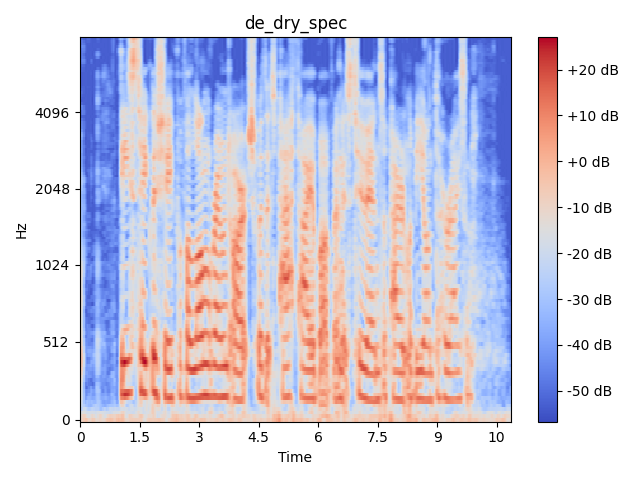 de_dry_spec
Hz
4096
2048
1024
512
0
0 1.5 3 4.5 6 7.5 9 10
Time
+20 dB
+10 dB
+0 dB
-10 dB
-20 dB
-30 dB
-40 dB
-50 dB